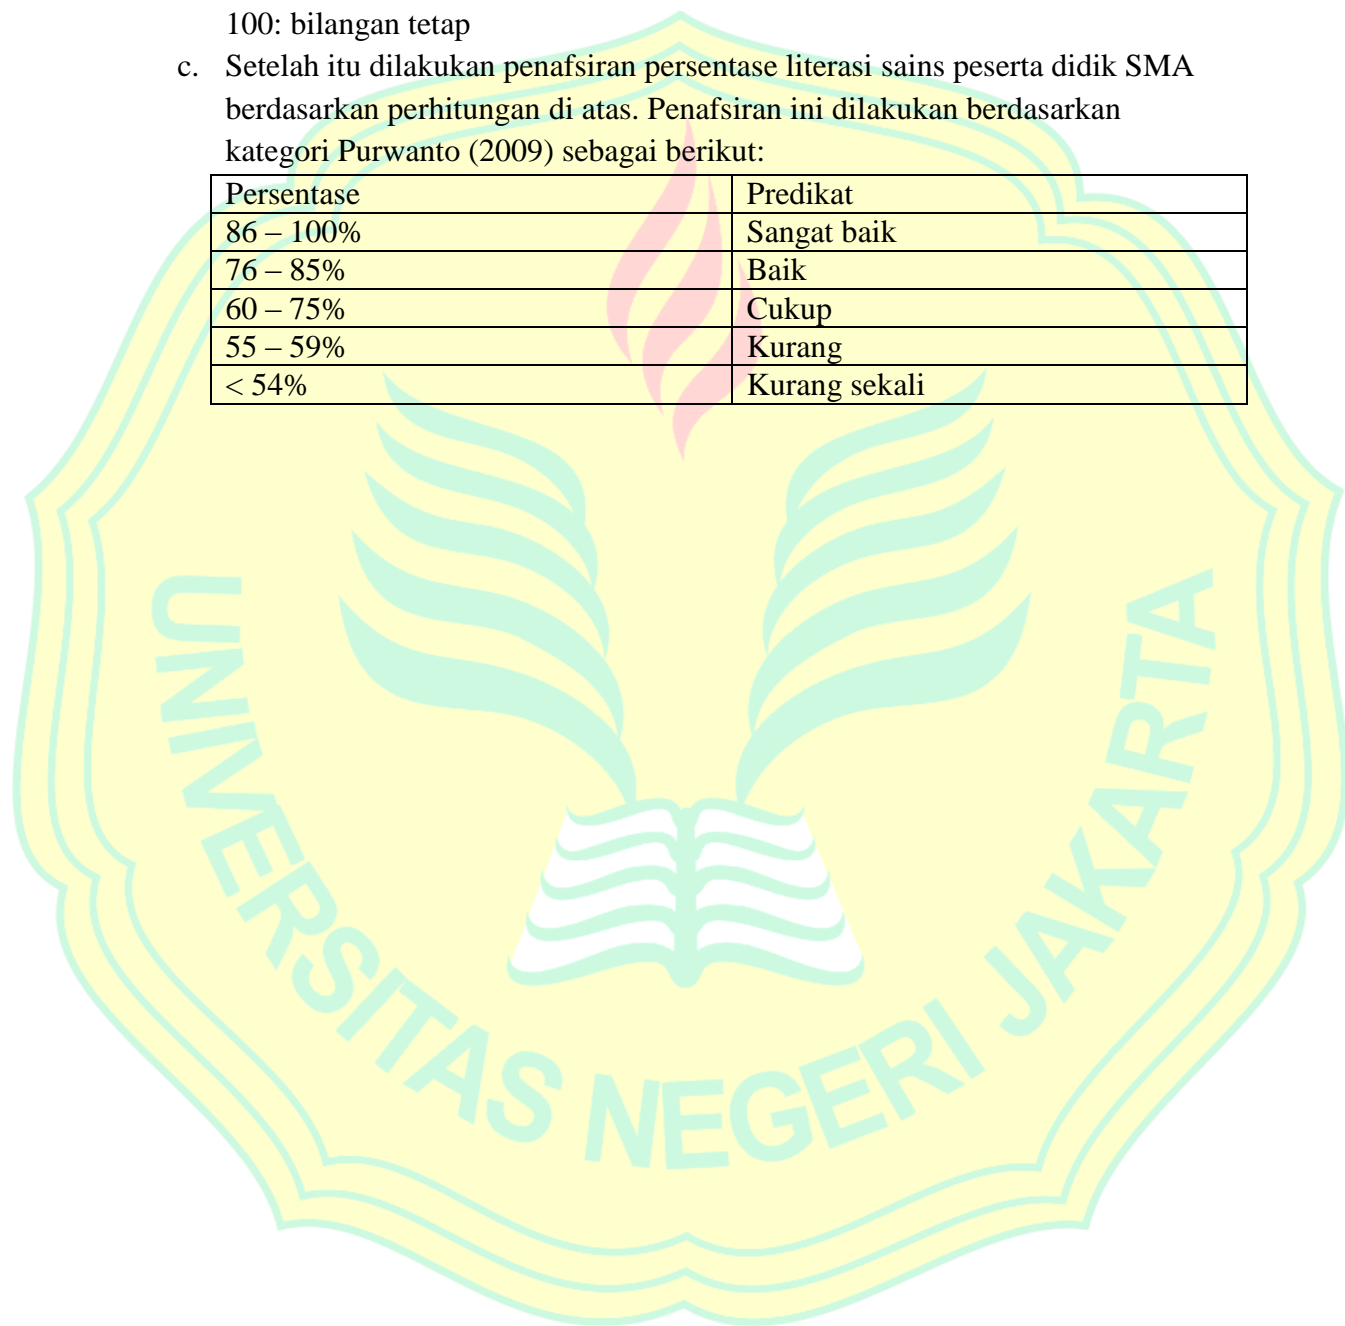 100: bilangan tetap
c. Setelah itu dilakukan penafsiran persentase literasi sains peserta didik SMA
berdasarkan perhitungan di atas. Penafsiran ini dilakukan berdasarkan
kategori Purwanto (2009) sebagai berikut:
Persentase Predikat
86 – 100% Sangat baik
76 – 85% Baik
60 – 75% Cukup
55 – 59% Kurang
< 54% Kurang sekali
UNIVERSITAS NEGERI JAKARTA